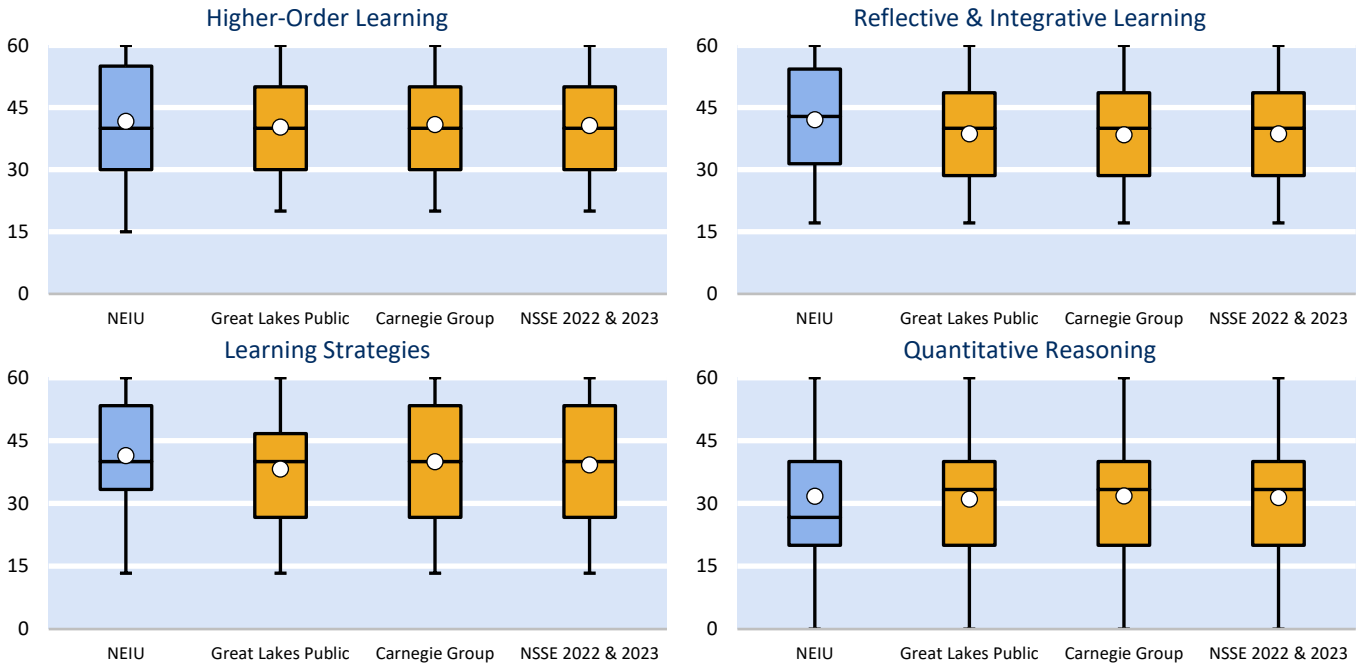 Higher-Order Learning
60
45
30
15
0
NEIU Great Lakes Public Carnegie Group NSSE 2022 & 2023
Reflective & Integrative Learning
60
45
30
15
0
NEIU Great Lakes Public Carnegie Group NSSE 2022 & 2023
Learning Strategies
60
45
30
15
0
NEIU Great Lakes Public Carnegie Group NSSE 2022 & 2023
Quantitative Reasoning
60
45
30
15
0
NEIU Great Lakes Public Carnegie Group NSSE 2022 & 2023